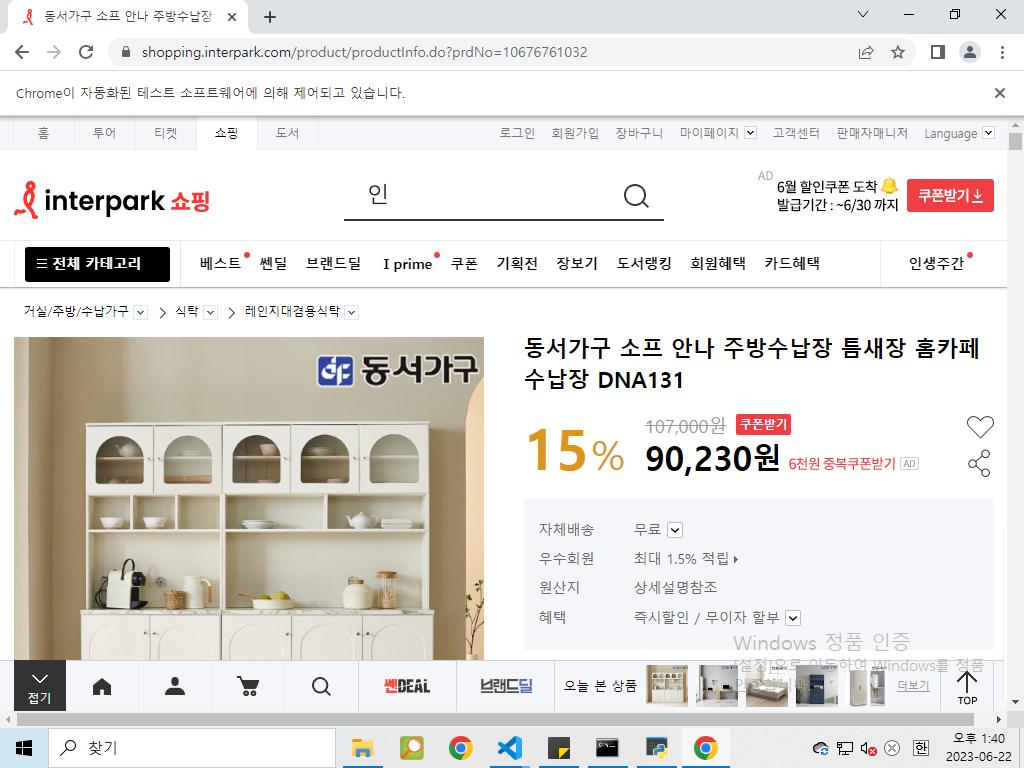 동서가구 소프 안나 주방수납장
shopping.interpark.com/product/productInfo.do?prdNo=10676761032
Chrome이 자동화된 테스트 소프트웨어에 의해 제어되고 있습니다.
홈 투어 티켓 쇼핑 도서 로그인 회원가입 장바구니 마이페이지 고객센터 판매자매니저 Language
interpark 쇼핑
인
AD
6월 할인쿠폰 도착
발급기간 : ~6/30 까지
쿠폰받기
전체 카테고리 베스트 쎈딜 브랜드딜 I prime 쿠폰 기획전 장보기 도서랭킹 회원혜택 카드혜택 인생주간
거실/주방/수납가구 > 식탁 > 레인지대겸용식탁
동서가구
동서가구 소프 안나 주방수납장 틈새장 홈카페
수납장 DNA131
15%
107,000원 쿠폰받기
90,230원 6천원 중복쿠폰받기 AD
자체배송 무료
우수회원 최대 1.5% 적립
원산지 상세설명참조
혜택 즉시할인 / 무이자 할부
Windows 정품 인증
[설정]으로 이동하여 Windows를 정품
접기
쎈DEAL
브랜드딜
오늘 본 상품
더보기
TOP
찾기
한
오후 1:40
2023-06-22